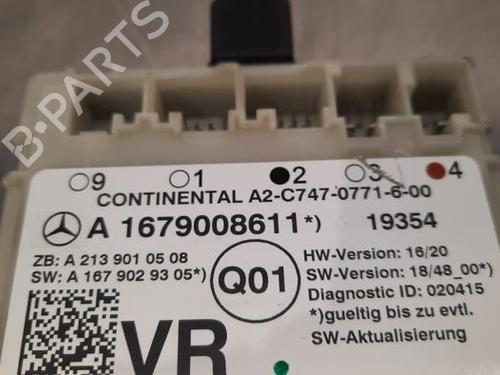 B-PARTS
9 1 2 3 4
CONTINENTAL A2-C747-0771-6-00
A 1679008611*) 19354
ZB: A 213 901 05 08
SW: A 167 902 93 05*)
Q01
HW-Version: 16/20
SW-Version: 18/48_00*)
Diagnostic ID: 020415
*)gueltig bis zu evtl.
SW-Aktualisierung
VR